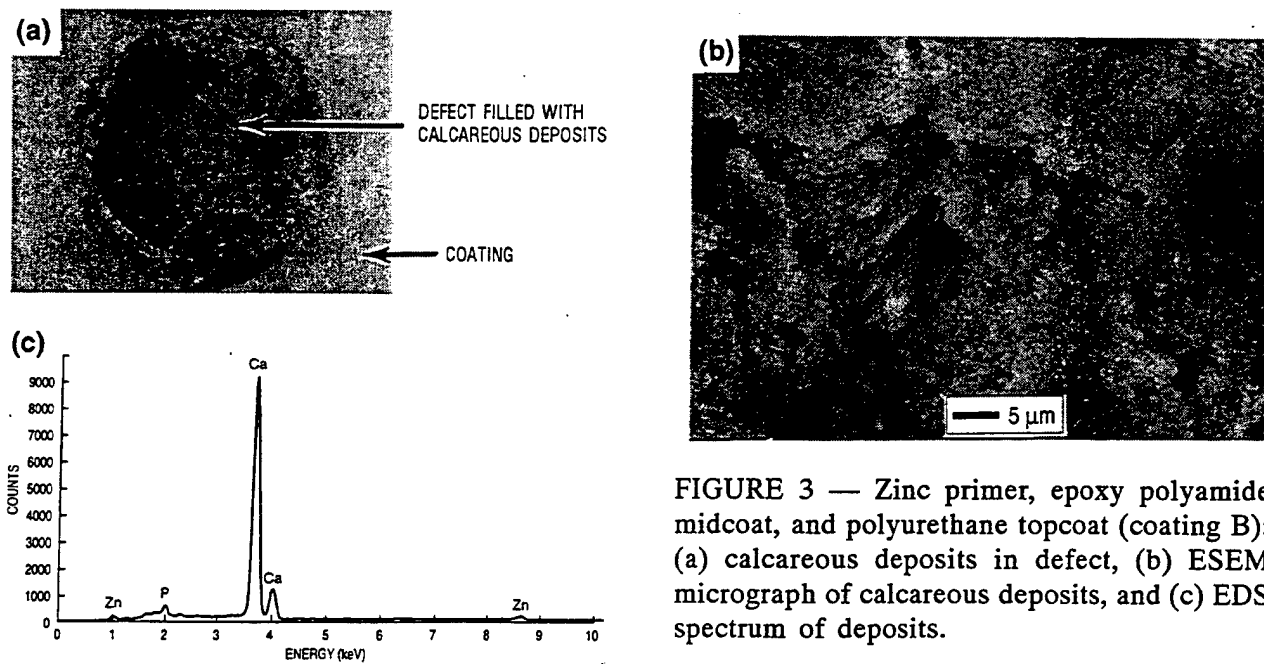 (a)
DEFECT FILLED WITH
CALCAREOUS DEPOSITS
COATING
(b)
5 µm
(c)
Ca
9000
8000
7000
6000
5000
4000
3000
2000
1000
0
COUNTS
Zn
P
Ca
Zn
0 1 2 3 4 5 6 7 8 9 10
ENERGY (keV)
FIGURE 3 — Zinc primer, epoxy polyamide
midcoat, and polyurethane topcoat (coating B):
(a) calcareous deposits in defect, (b) ESEM
micrograph of calcareous deposits, and (c) EDS
spectrum of deposits.